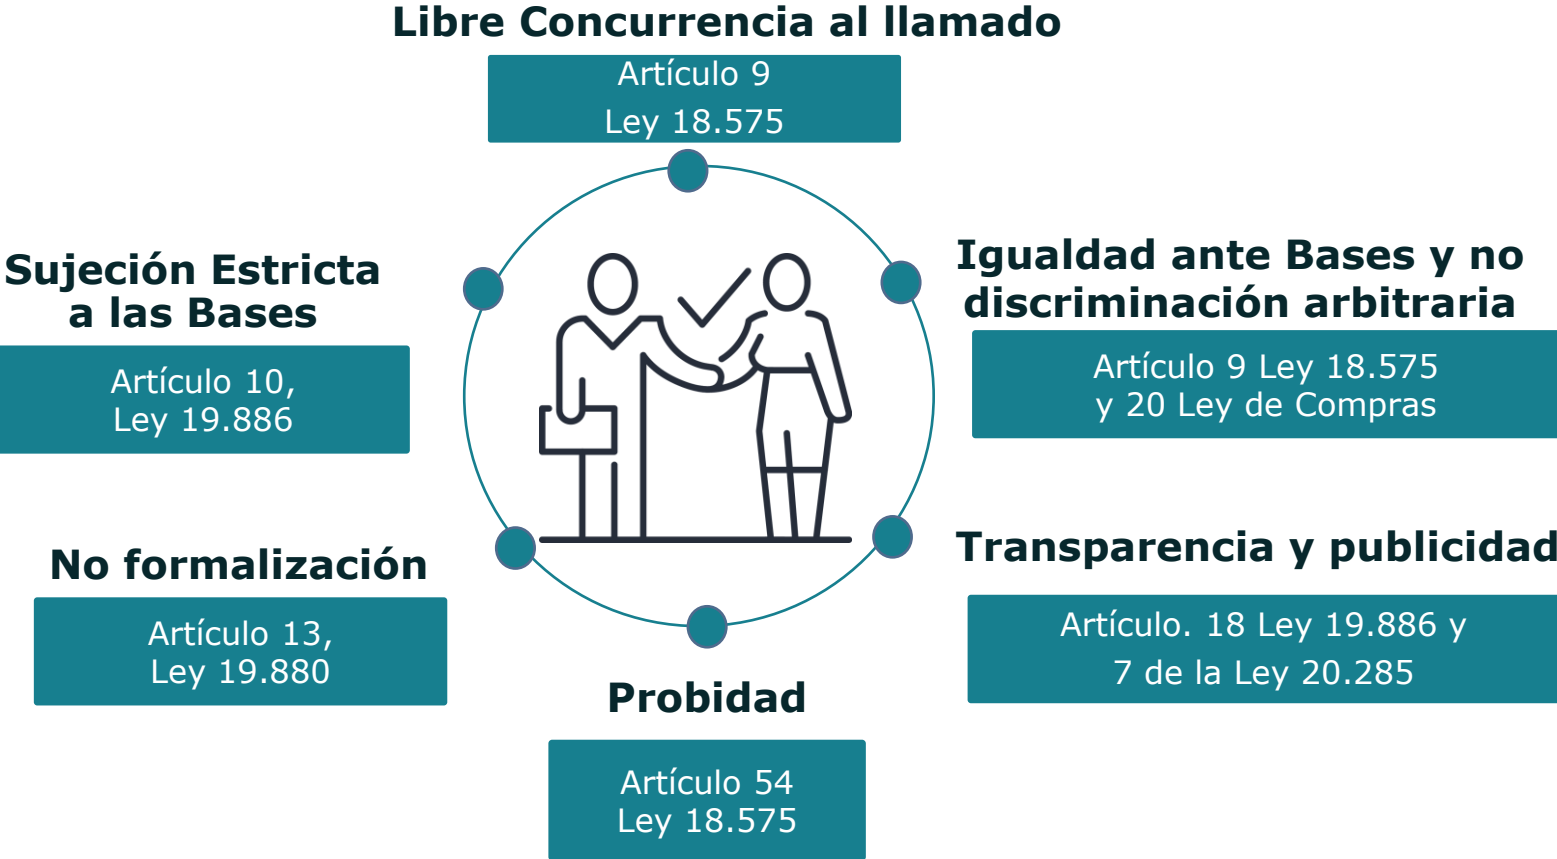 Libre Concurrencia al llamado
Artículo 9
Ley 18.575
Igualdad ante Bases y no
discriminación arbitraria
Artículo 9 Ley 18.575
y 20 Ley de Compras
Transparencia y publicidad
Artículo. 18 Ley 19.886 y
7 de la Ley 20.285
Probidad
Artículo 54
Ley 18.575
No formalización
Artículo 13,
Ley 19.880
Sujeción Estricta
a las Bases
Artículo 10,
Ley 19.886